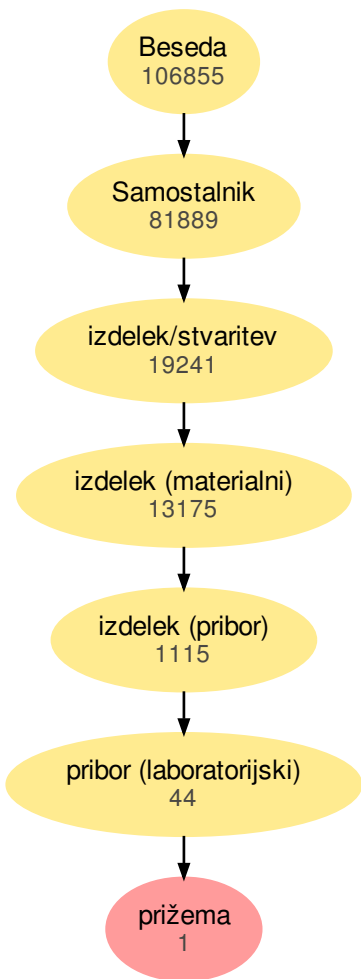 Beseda
106855
Samostalnik
81889
izdelek/stvaritev
19241
izdelek (materialni)
13175
izdelek (pribor)
1115
pribor (laboratorijski)
44
prižema
1